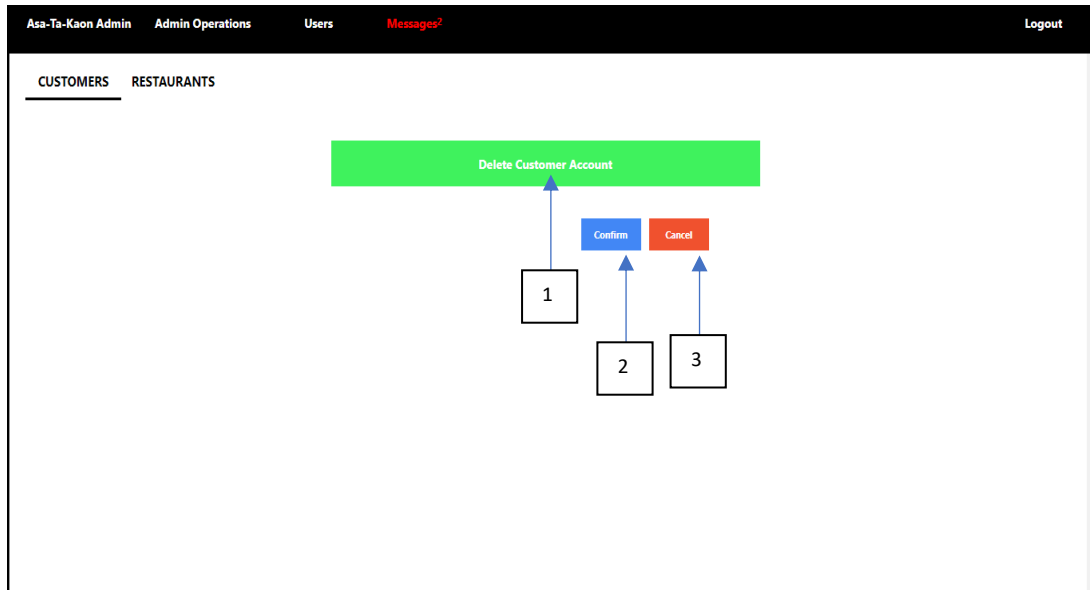 Asa-Ta-Kaon Admin Admin Operations Users Messages² Logout
CUSTOMERS RESTAURANTS
Delete Customer Account
Confirm Cancel
1
2 3